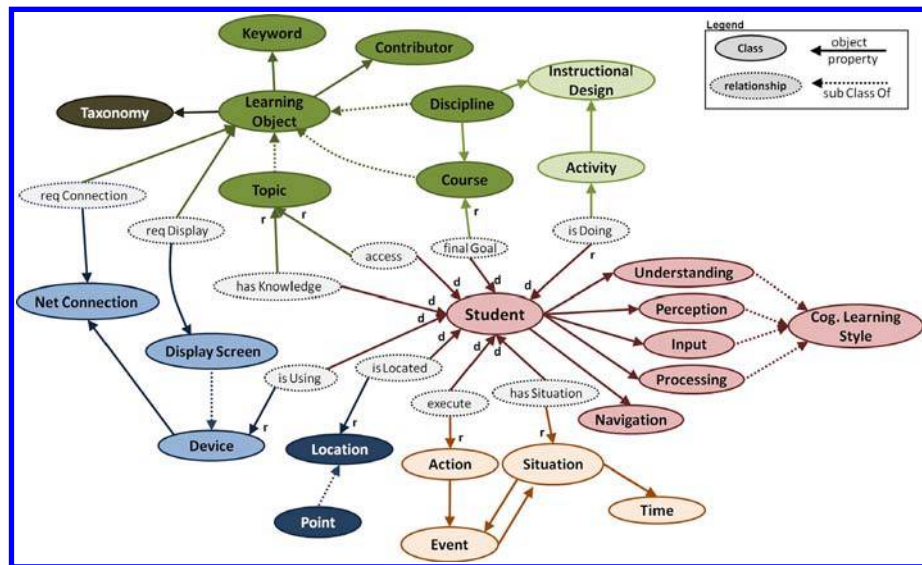 Legend
Class
object
property
relationship
sub Class Of
Keyword
Contributor
Instructional
Design
Taxonomy
Learning
Object
Discipline
Activity
Topic
Course
req Connection
r
r
r
req Display
access
final Goal
is Doing
r
has Knowledge
d
d
d
Understanding
Net Connection
d
d
Student
Perception
Cog. Learning
Style
Display Screen
d
d
d
d
Input
is Using
is Located
Processing
execute
has Situation
Navigation
r
r
r
r
Device
Location
Action
Situation
Point
Time
Event